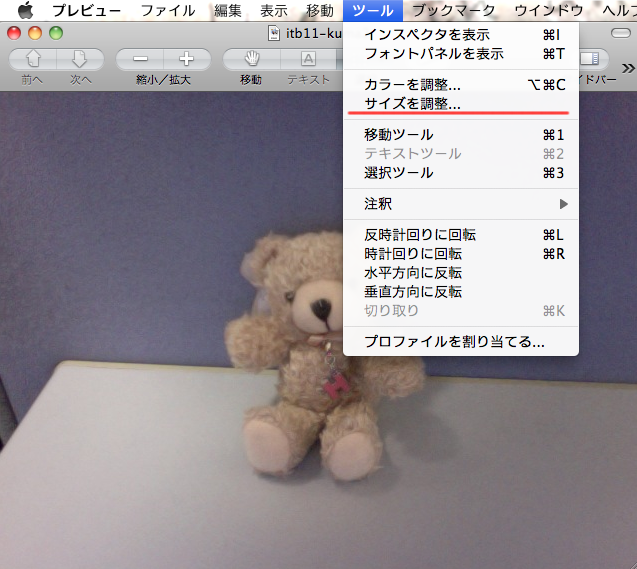 プレビュー ファイル 編集 表示 移動 ツール ブックマーク ウインドウ ヘルプ
itb11-ku
前へ 次へ 縮小／拡大 移動 テキスト イドバー
インスペクタを表示 ⌘I
フォントパネルを表示 ⌘T
カラーを調整... ⌥⌘C
サイズを調整...
移動ツール ⌘1
テキストツール ⌘2
選択ツール ⌘3
注釈
反時計回りに回転 ⌘L
時計回りに回転 ⌘R
水平方向に反転
垂直方向に反転
切り取り ⌘K
プロファイルを割り当てる...
H